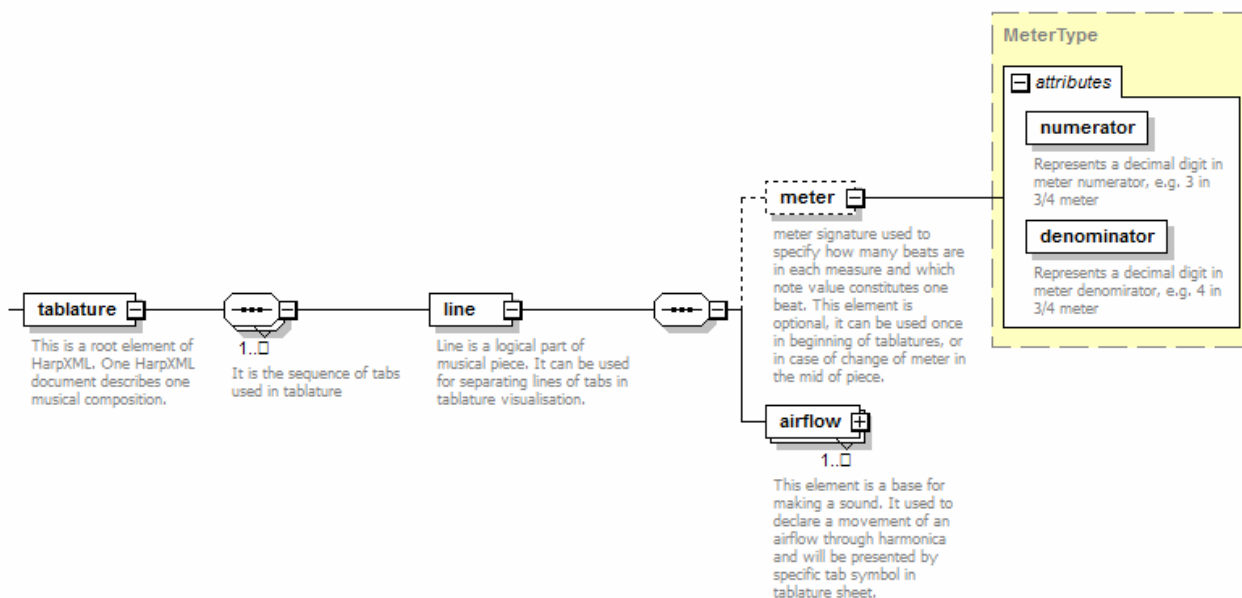 tablature
This is a root element of
HarpXML. One HarpXML
document describes one
musical composition.
1..□
It is the sequence of tabs
used in tablature
line
Line is a logical part of
musical piece. It can be used
for separating lines of tabs in
tablature visualisation.
meter
meter signature used to
specify how many beats are
in each measure and which
note value constitutes one
beat. This element is
optional, it can be used once
in beginning of tablatures, or
in case of change of meter in
the mid of piece.
MeterType
attributes
numerator
Represents a decimal digit in
meter numerator, e.g. 3 in
3/4 meter
denominator
Represents a decimal digit in
meter denomirator, e.g. 4 in
3/4 meter
airflow
1..□
This element is a base for
making a sound. It used to
declare a movement of an
airflow through harmonica
and will be presented by
specific tab symbol in
tablature sheet.